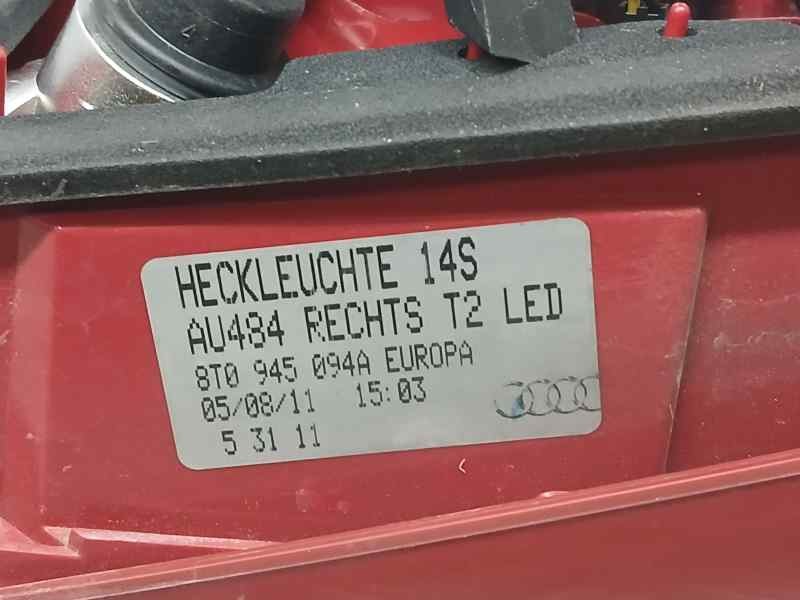 HECKLEUCHTE 14S
AU484 RECHTS T2 LED
8T0 945 094A EUROPA
05/08/11 15:03
5 31 11